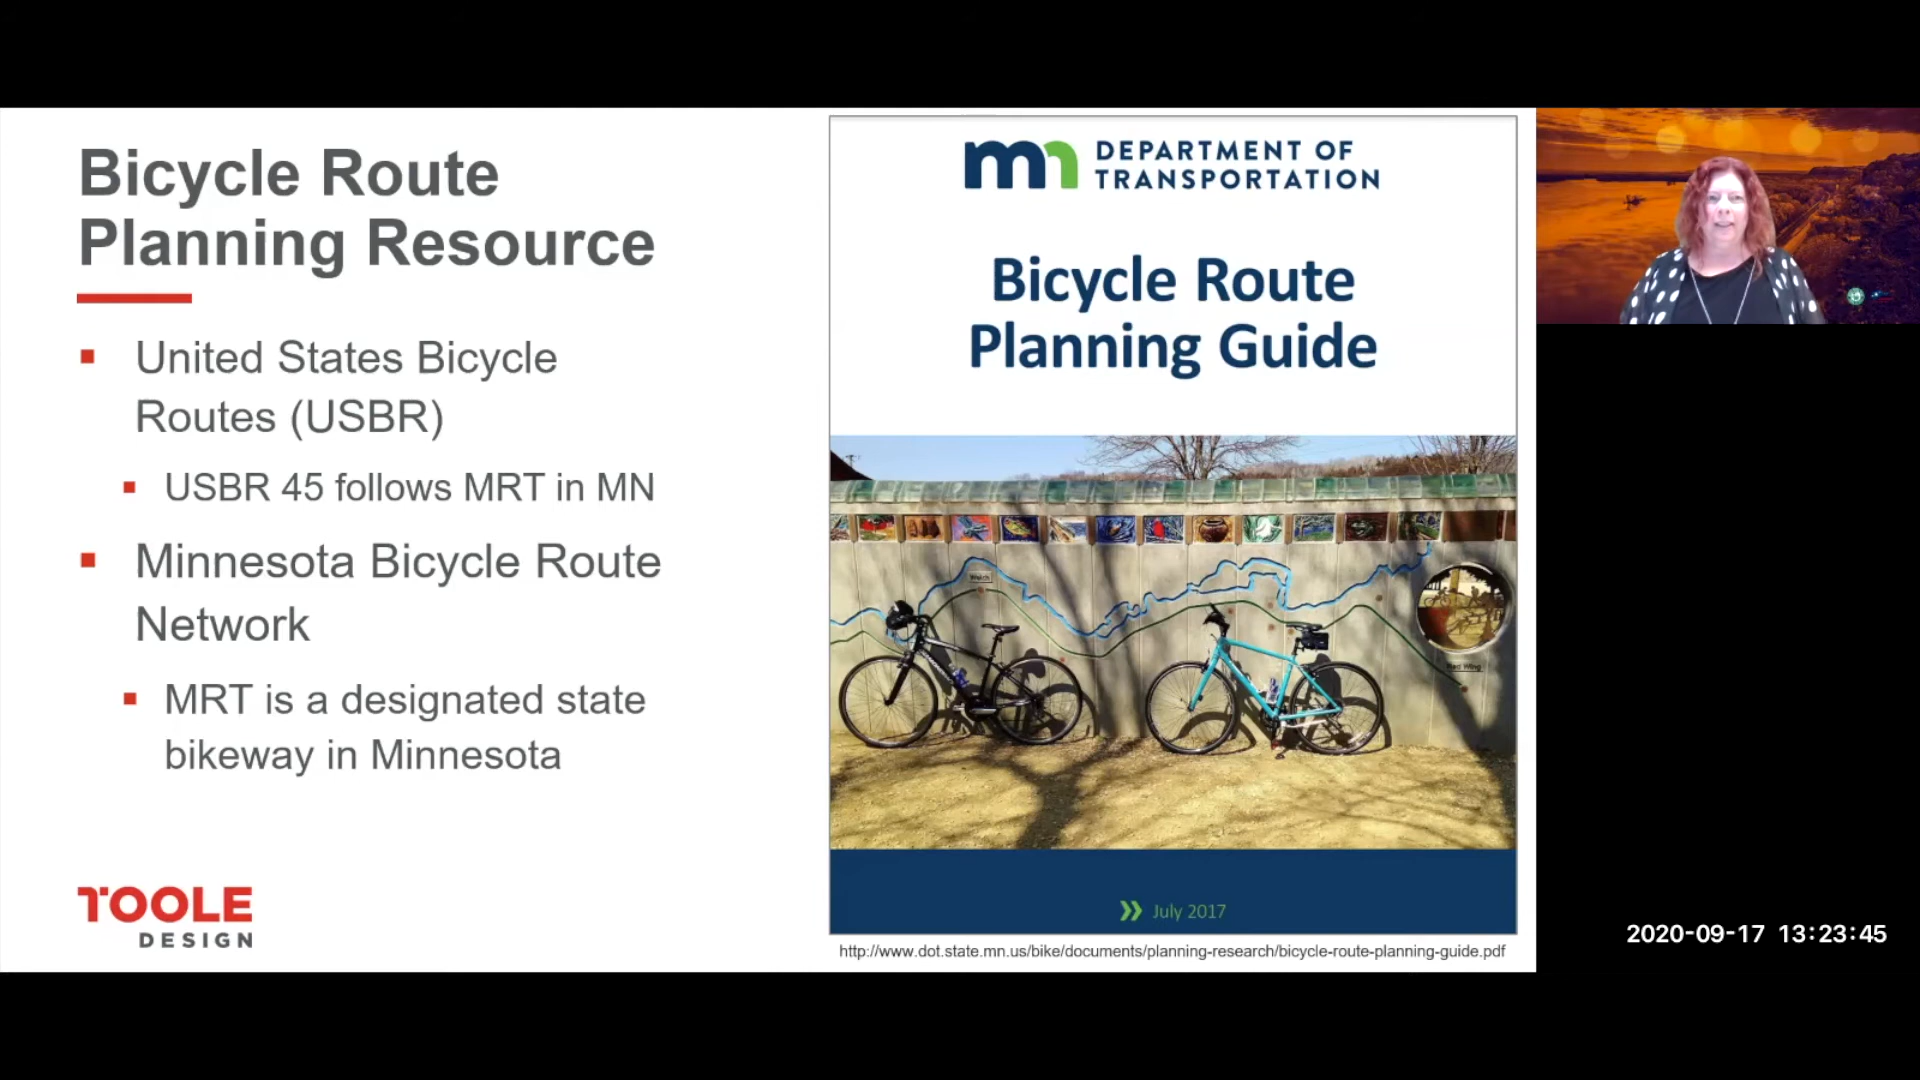 Bicycle Route
Planning Resource
United States Bicycle
Routes (USBR)
USBR 45 follows MRT in MN
Minnesota Bicycle Route
Network
MRT is a designated state
bikeway in Minnesota
TOOLE
DESIGN
mn DEPARTMENT OF
TRANSPORTATION
Bicycle Route
Planning Guide
Welch
Red Wing
July 2017
http://www.dot.state.mn.us/bike/documents/planning-research/bicycle-route-planning-guide.pdf
2020-09-17 13:23:45